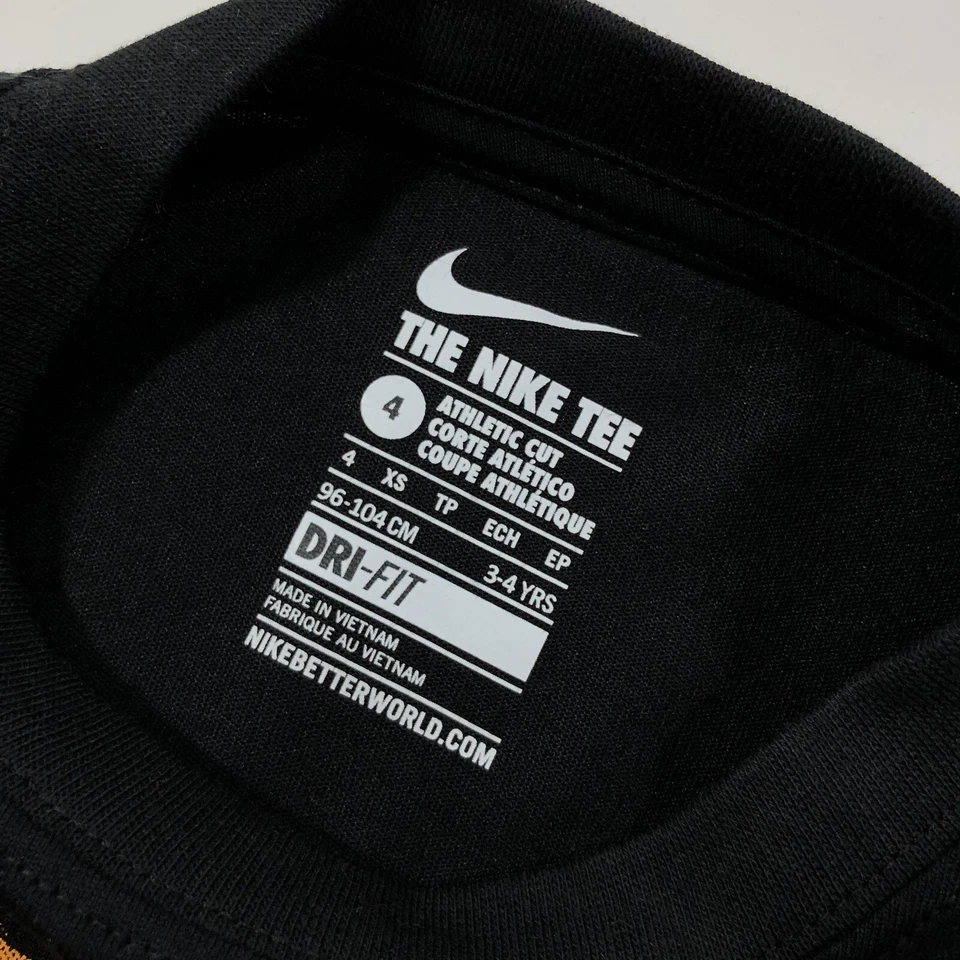 THE NIKE TEE
4
ATHLETIC CUT
CORTE ATLÉTICO
COUPE ATHLÉTIQUE
4 XS TP ECH EP
96-104 CM 3-4 YRS
DRI-FIT
MADE IN VIETNAM
FABRIQUE AU VIETNAM
NIKEBETTERWORLD.COM